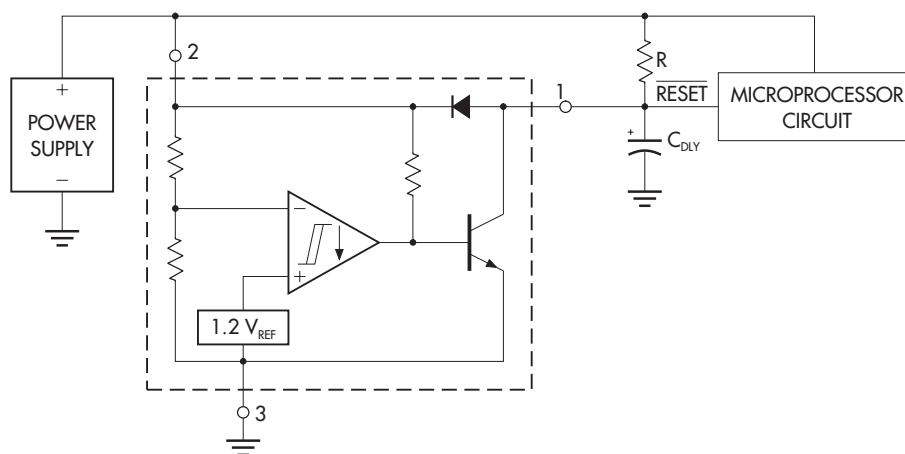 2
1
R
RESET
MICROPROCESSOR
CIRCUIT
+
POWER
SUPPLY
−
+
C_DLY
−
+
1.2 V_REF
3